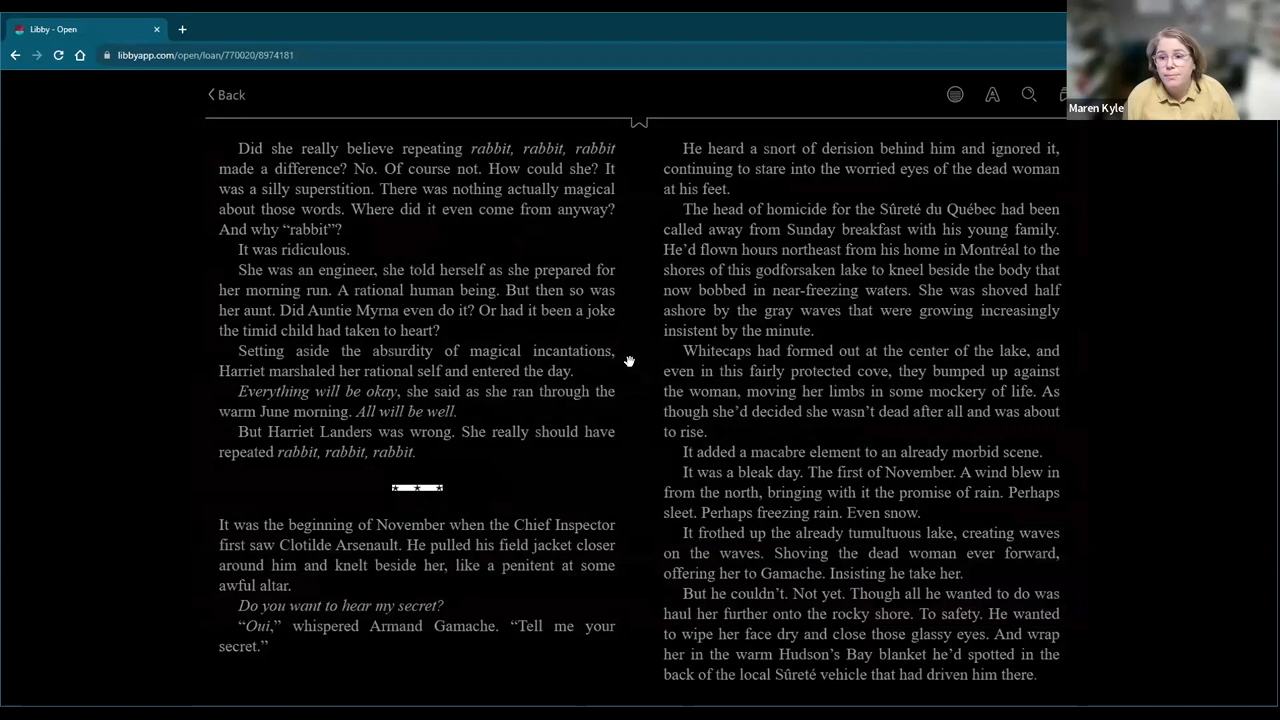 Libby - Open
libbyapp.com/open/loan/770020/8974181
Maren Kyle
Back
Did she really believe repeating rabbit, rabbit, rabbit
made a difference? No. Of course not. How could she? It
was a silly superstition. There was nothing actually magical
about those words. Where did it even come from anyway?
And why “rabbit”?
It was ridiculous.
She was an engineer, she told herself as she prepared for
her morning run. A rational human being. But then so was
her aunt. Did Auntie Myrna even do it? Or had it been a joke
the timid child had taken to heart?
Setting aside the absurdity of magical incantations,
Harriet marshaled her rational self and entered the day.
Everything will be okay, she said as she ran through the
warm June morning. All will be well.
But Harriet Landers was wrong. She really should have
repeated rabbit, rabbit, rabbit.
It was the beginning of November when the Chief Inspector
first saw Clotilde Arsenault. He pulled his field jacket closer
around him and knelt beside her, like a penitent at some
awful altar.
Do you want to hear my secret?
“Oui,” whispered Armand Gamache. “Tell me your
secret.”
He heard a snort of derision behind him and ignored it,
continuing to stare into the worried eyes of the dead woman
at his feet.
The head of homicide for the Sûreté du Québec had been
called away from Sunday breakfast with his young family.
He’d flown hours northeast from his home in Montréal to the
shores of this godforsaken lake to kneel beside the body that
now bobbed in near-freezing waters. She was shoved half
ashore by the gray waves that were growing increasingly
insistent by the minute.
Whitecaps had formed out at the center of the lake, and
even in this fairly protected cove, they bumped up against
the woman, moving her limbs in some mockery of life. As
though she’d decided she wasn’t dead after all and was about
to rise.
It added a macabre element to an already morbid scene.
It was a bleak day. The first of November. A wind blew in
from the north, bringing with it the promise of rain. Perhaps
sleet. Perhaps freezing rain. Even snow.
It frothed up the already tumultuous lake, creating waves
on the waves. Shoving the dead woman ever forward,
offering her to Gamache. Insisting he take her.
But he couldn’t. Not yet. Though all he wanted to do was
haul her further onto the rocky shore. To safety. He wanted
to wipe her face dry and close those glassy eyes. And wrap
her in the warm Hudson’s Bay blanket he’d spotted in the
back of the local Sûreté vehicle that had driven him there.